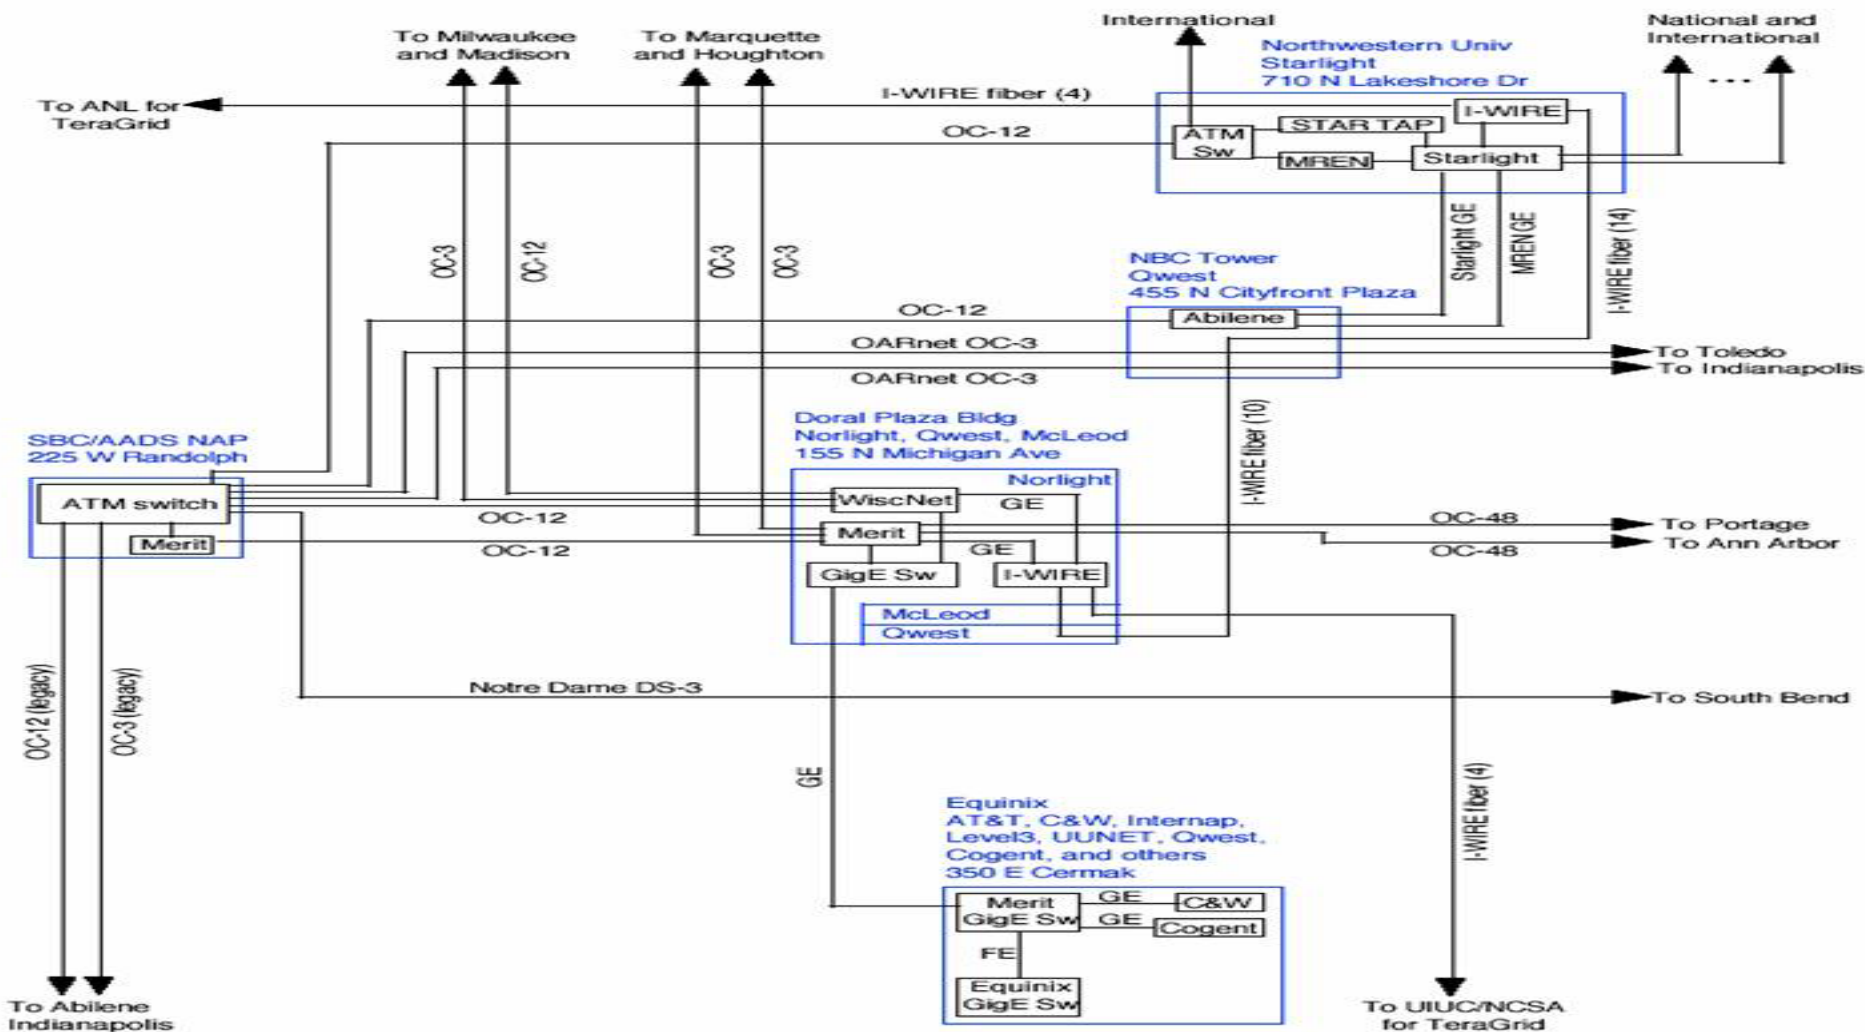 To Milwaukee
and Madison
To Marquette
and Houghton
International
National and
International
Northwestern Univ
Starlight
710 N Lakeshore Dr
To ANL for
TeraGrid
I-WIRE fiber (4)
I-WIRE
OC-12
ATM
Sw
STAR TAP
MREN
Starlight
OC-3
OC-12
OC-3
OC-3
Starlight GE
MREN GE
I-WIRE fiber (14)
NBC Tower
Qwest
455 N Cityfront Plaza
OC-12
Abilene
OARnet OC-3
To Toledo
OARnet OC-3
To Indianapolis
I-WIRE fiber (10)
SBC/AADS NAP
225 W Randolph
Doral Plaza Bldg
Norlight, Qwest, McLeod
155 N Michigan Ave
Norlight
ATM switch
Merit
OC-12
OC-12
WiscNet
GE
Merit
GE
GigE Sw
I-WIRE
McLeod
Qwest
OC-48
To Portage
OC-48
To Ann Arbor
OC-12 (legacy)
OC-3 (legacy)
Notre Dame DS-3
To South Bend
GE
I-WIRE fiber (4)
Equinix
AT&T, C&W, Internap,
Level3, UUNET, Qwest,
Cogent, and others
350 E Cermak
Merit
GigE Sw
GE
C&W
GE
Cogent
FE
Equinix
GigE Sw
To Abilene
Indianapolis
To UIUC/NCSA
for TeraGrid